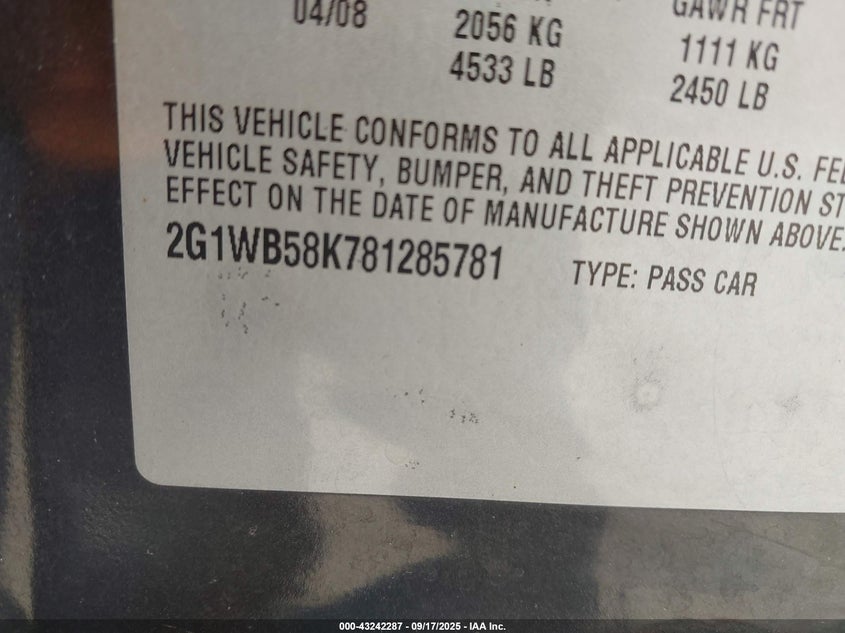 04/08
2056 KG
GAWR FRT
4533 LB
1111 KG
2450 LB
THIS VEHICLE CONFORMS TO ALL APPLICABLE U.S. FE
VEHICLE SAFETY, BUMPER, AND THEFT PREVENTION ST
EFFECT ON THE DATE OF MANUFACTURE SHOWN ABOVE.
2G1WB58K781285781
TYPE: PASS CAR
000-43242287 - 09/17/2025 - IAA Inc.